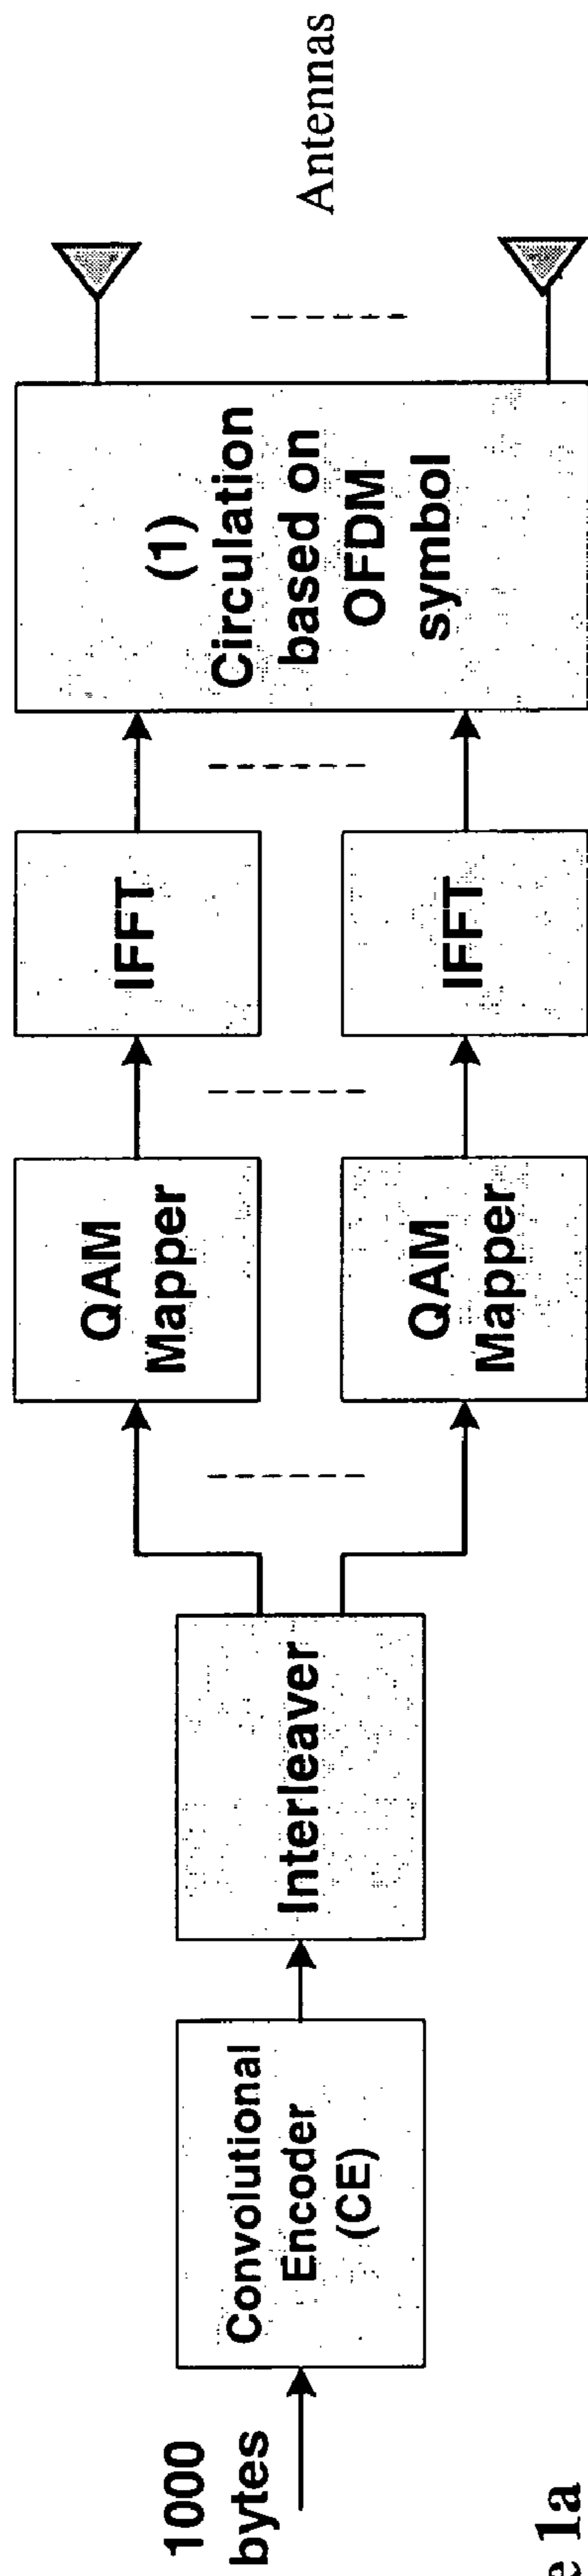 1000
bytes
Convolutional
Encoder
(CE)
Interleaver
QAM
Mapper
QAM
Mapper
IFFT
IFFT
(1)
Circulation
based on
OFDM
symbol
Antennas
1a